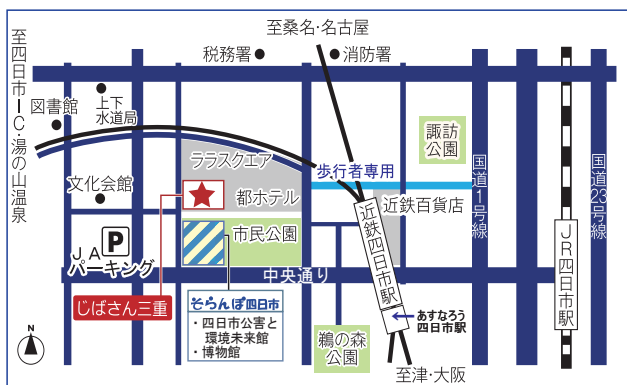 至桑名・名古屋
税務署
消防署
至四日市IC・湯の山温泉
図書館
上下
水道局
ララスクエア
歩行者専用
諏訪
公園
国道1号線
国道23号線
文化会館
都ホテル
近鉄百貨店
近鉄四日市駅
JR四日市駅
JA P
パーキング
市民公園
中央通り
じばさん三重
そらんぽ四日市
・四日市公害と
環境未来館
・博物館
あすなろう
四日市駅
鵜の森
公園
N
至津・大阪